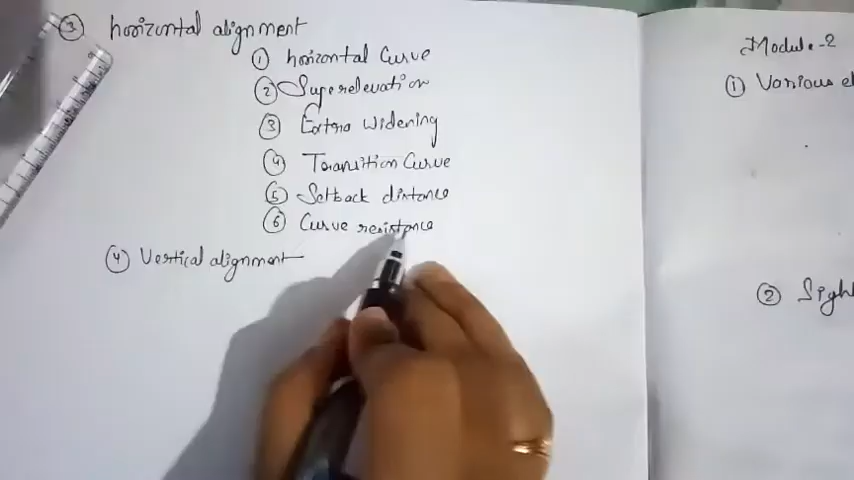 ③ horizontal alignment
① horizontal Curve
② Superelevation
③ Extra widening
④ Transition Curve
⑤ Setback distance
⑥ Curve resistance
④ Vertical alignment
Module-2
① Various
②